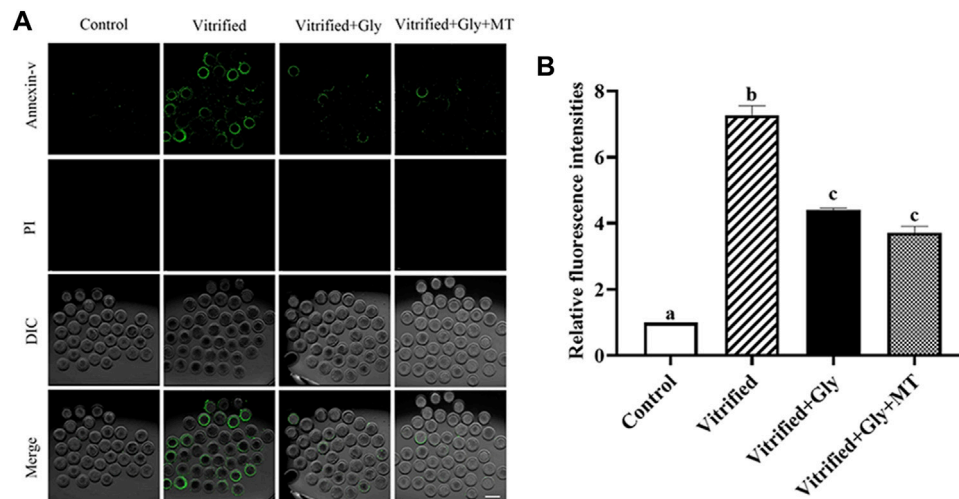 A
Control Vitrified Vitrified+Gly Vitrified+Gly+MT
Annexin-v
PI
DIC
Merge
B
Relative fluorescence intensities
8
6
4
2
0
a
b
c
c
Control
Vitrified
Vitrified+Gly
Vitrified+Gly+MT